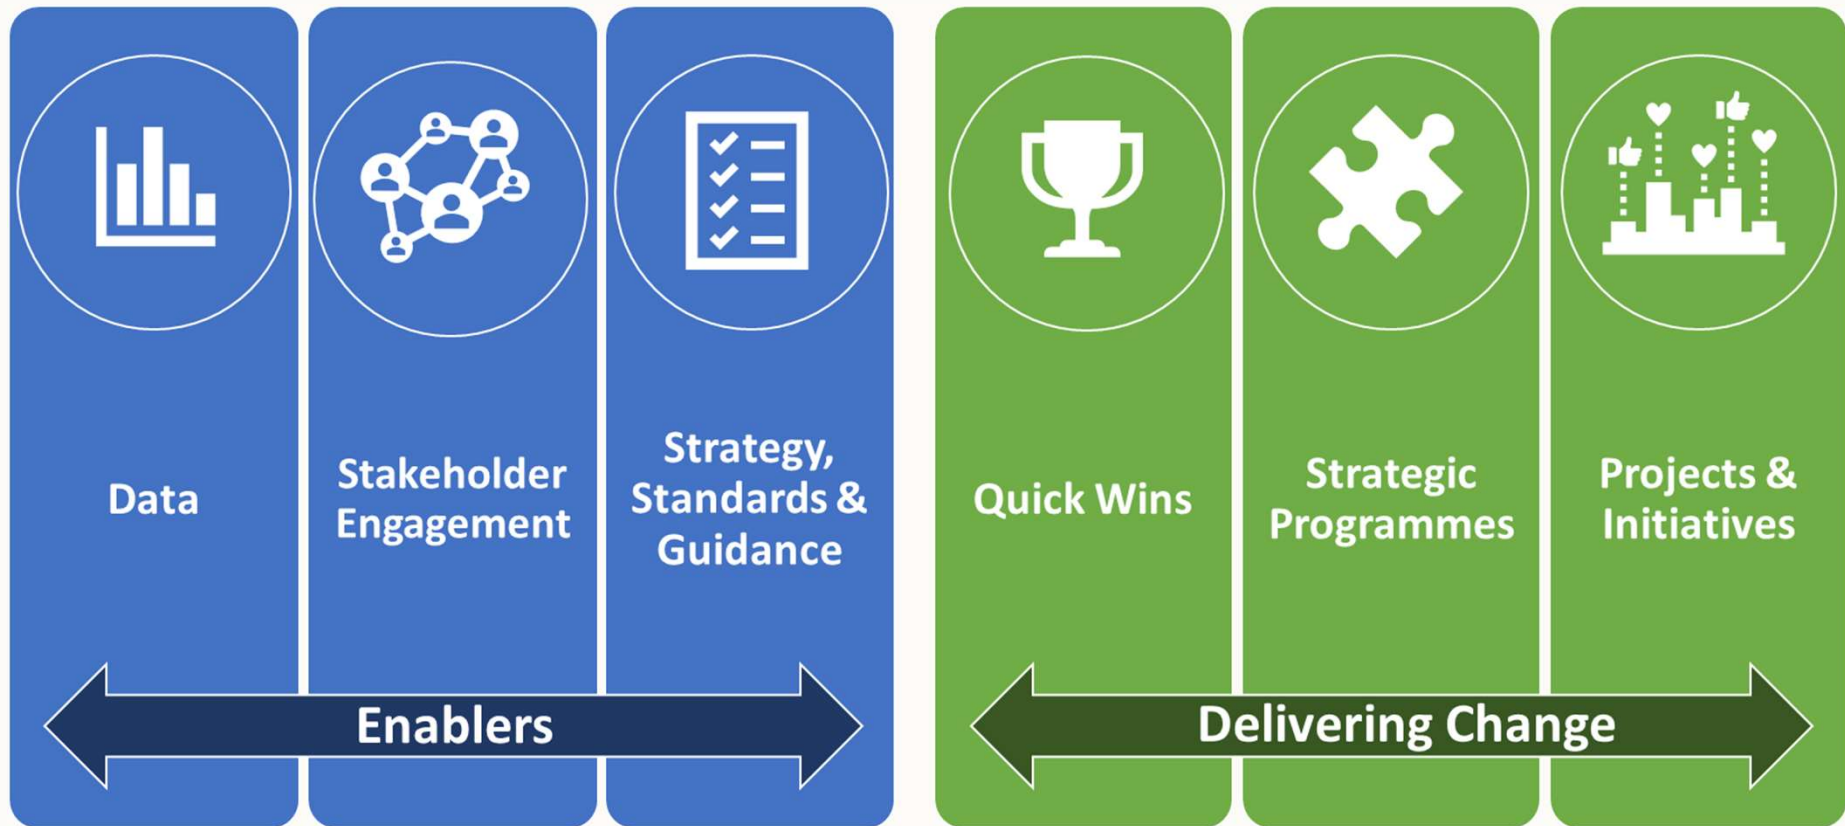 Data
Stakeholder
Engagement
Strategy,
Standards &
Guidance
Enablers
Quick Wins
Strategic
Programmes
Projects &
Initiatives
Delivering Change